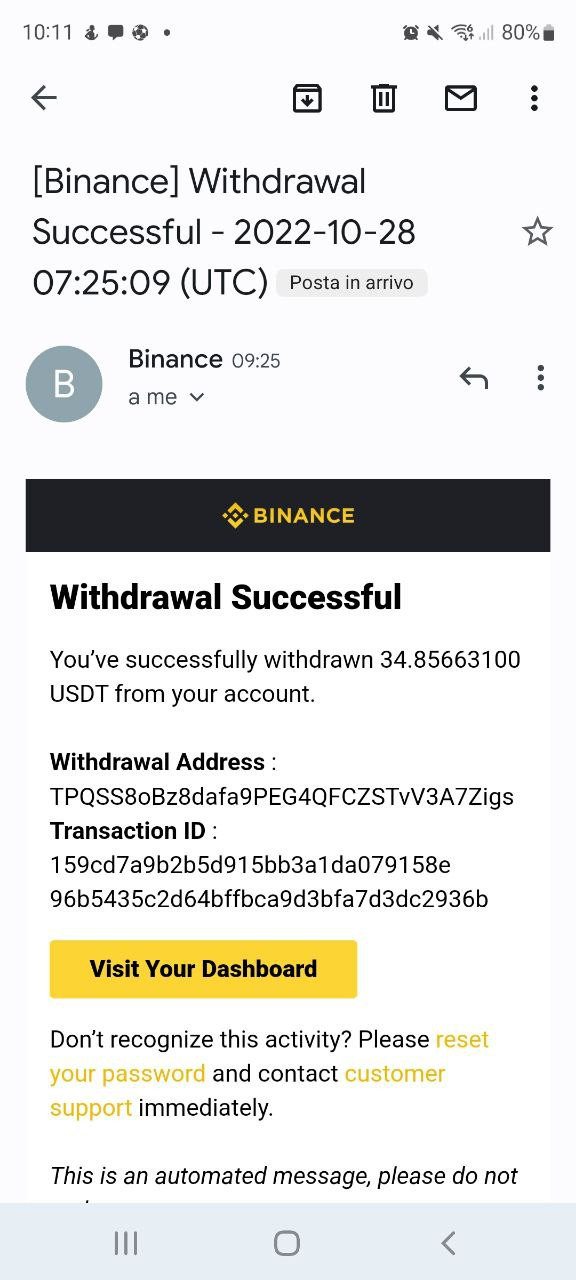 10:11
80%
[Binance] Withdrawal
Successful - 2022-10-28
07:25:09 (UTC) Posta in arrivo
B
Binance 09:25
a me
BINANCE
Withdrawal Successful
You’ve successfully withdrawn 34.85663100
USDT from your account.
Withdrawal Address :
TPQSS8oBz8dafa9PEG4QFCZSTvV3A7Zigs
Transaction ID :
159cd7a9b2b5d915bb3a1da079158e
96b5435c2d64bffbca9d3bfa7d3dc2936b
Visit Your Dashboard
Don’t recognize this activity? Please reset
your password and contact customer
support immediately.
This is an automated message, please do not